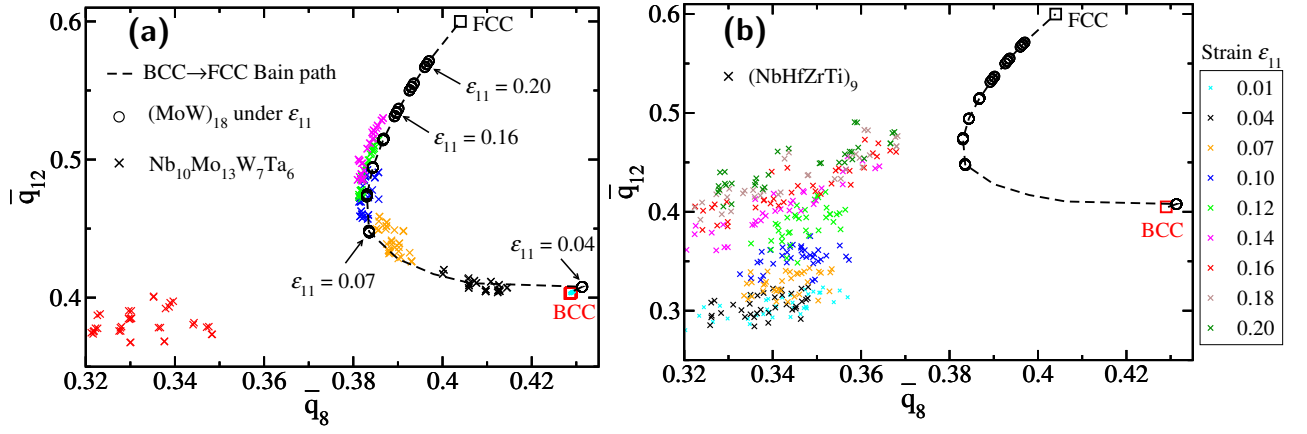 (a)
0.6
FCC
BCC→FCC Bain path
ε₁₁ = 0.20
(MoW)₁₈ under ε₁₁
ε₁₁ = 0.16
Nb₁₀Mo₁₃W₇Ta₆
0.5
q̅₁₂
ε₁₁ = 0.04
ε₁₁ = 0.07
0.4
BCC
0.32 0.34 0.36 0.38 0.4 0.42
q̅₈
(b)
0.6
FCC
(NbHfZrTi)₉
0.5
q̅₁₂
0.4
BCC
0.3
0.32 0.34 0.36 0.38 0.4 0.42
q̅₈
Strain ε₁₁
0.01
0.04
0.07
0.10
0.12
0.14
0.16
0.18
0.20